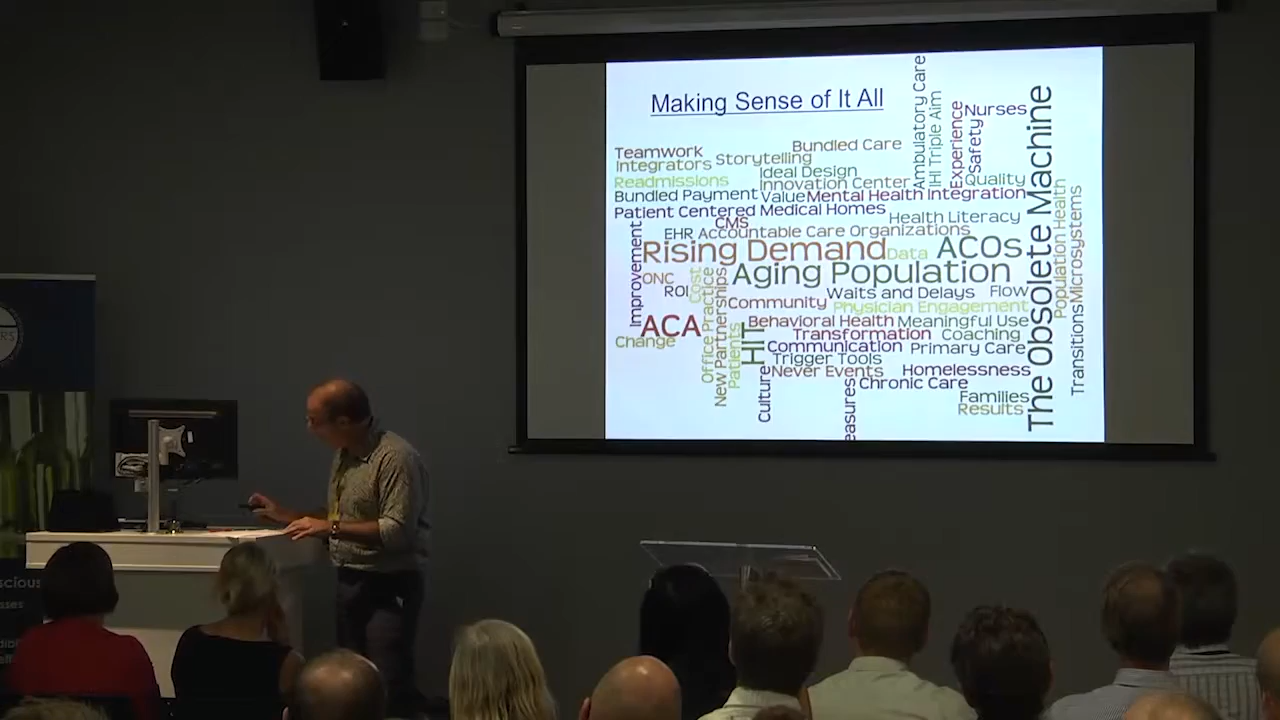 Making Sense of It All
Ambulatory Care
IHI Triple Aim
Experience
Safety
Nurses
The Obsolete Machine
Teamwork
Bundled Care
Integrators
Storytelling
Ideal Design
Readmissions
Innovation Center
Quality
Bundled Payment
Value
Mental Health Integration
Patient Centered Medical Homes
Health Literacy
CMS
EHR
Accountable Care Organizations
Population Health
Microsystems
Transitions
Improvement
Rising Demand
Data
ACOs
ONC
Aging Population
ROI
Cost
Office Practice
New Partnerships
Patients
Waits and Delays
Flow
Community
Physician Engagement
ACA
Behavioral Health
Meaningful Use
HIT
Transformation
Coaching
Change
Communication
Primary Care
Trigger Tools
Culture
Never Events
Homelessness
easures
Chronic Care
Families
Results
RS
scious
sses